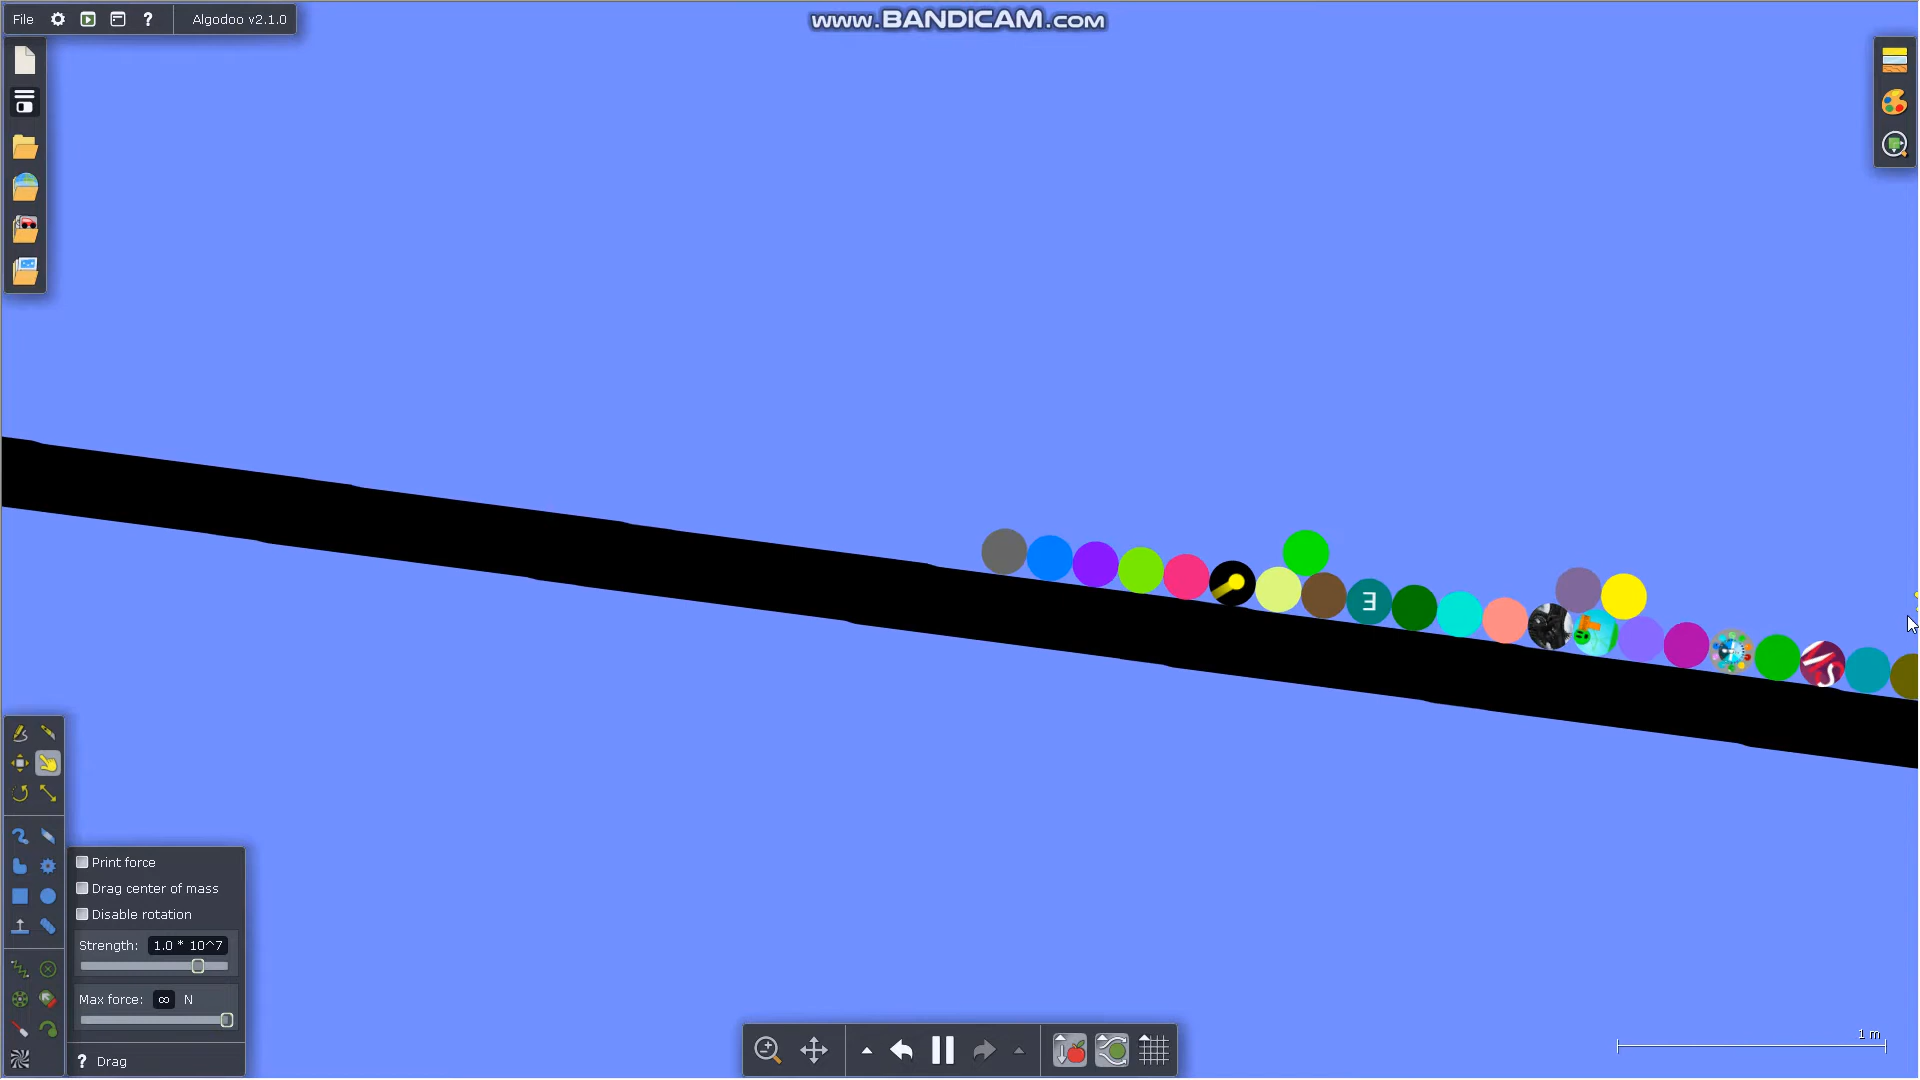 File
?
Algodoo v2.1.0
www.BANDICAM.com
E
S
Print force
Drag center of mass
Disable rotation
Strength: 1.0 * 10^7
Max force: ∞ N
? Drag
1 m